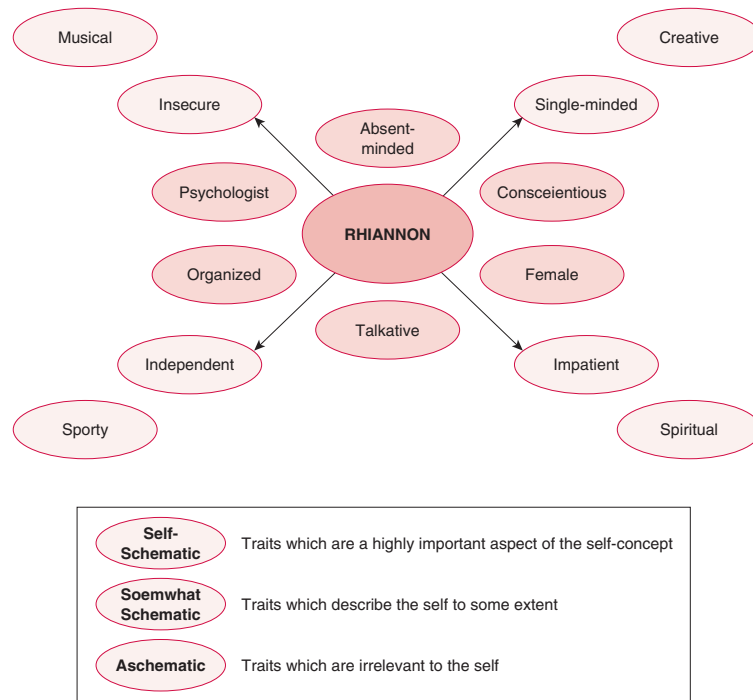 Musical
Creative
Insecure
Single-minded
Absent-
minded
Psychologist
Consceientious
RHIANNON
Organized
Female
Talkative
Independent
Impatient
Sporty
Spiritual
Self-
Schematic
Traits which are a highly important aspect of the self-concept
Soemwhat
Schematic
Traits which describe the self to some extent
Aschematic
Traits which are irrelevant to the self